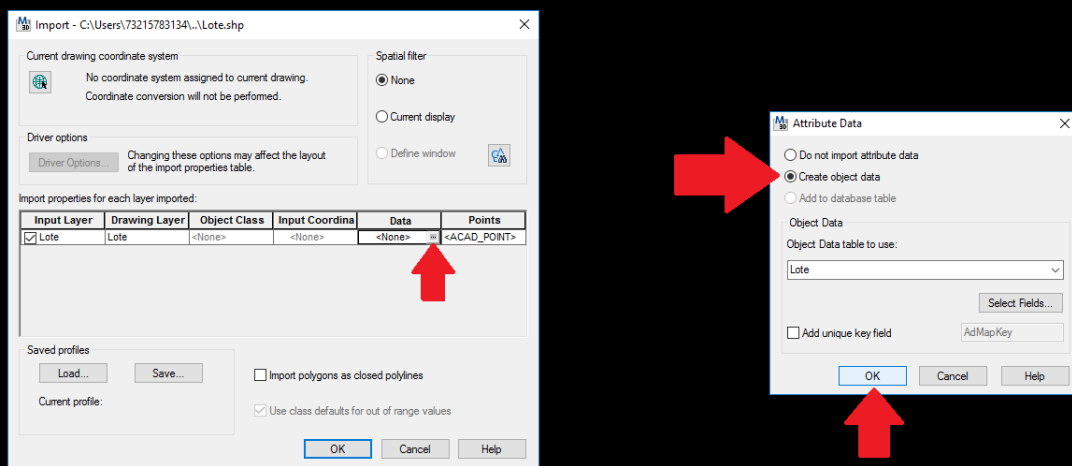 Import - C:\Users\73215783134\..\Lote.shp
Current drawing coordinate system
No coordinate system assigned to current drawing.
Coordinate conversion will not be performed.
Spatial filter
None
Current display
Define window
Driver options
Driver Options...
Changing these options may affect the layout
of the import properties table.
Import properties for each layer imported:
Input Layer Drawing Layer Object Class Input Coordina Data Points
Lote Lote <None> <None> <None> ... <ACAD_POINT>
Saved profiles
Load... Save...
Current profile:
Import polygons as closed polylines
Use class defaults for out of range values
OK Cancel Help
Attribute Data
Do not import attribute data
Create object data
Add to database table
Object Data
Object Data table to use:
Lote
Select Fields...
Add unique key field AdMapKey
OK Cancel Help